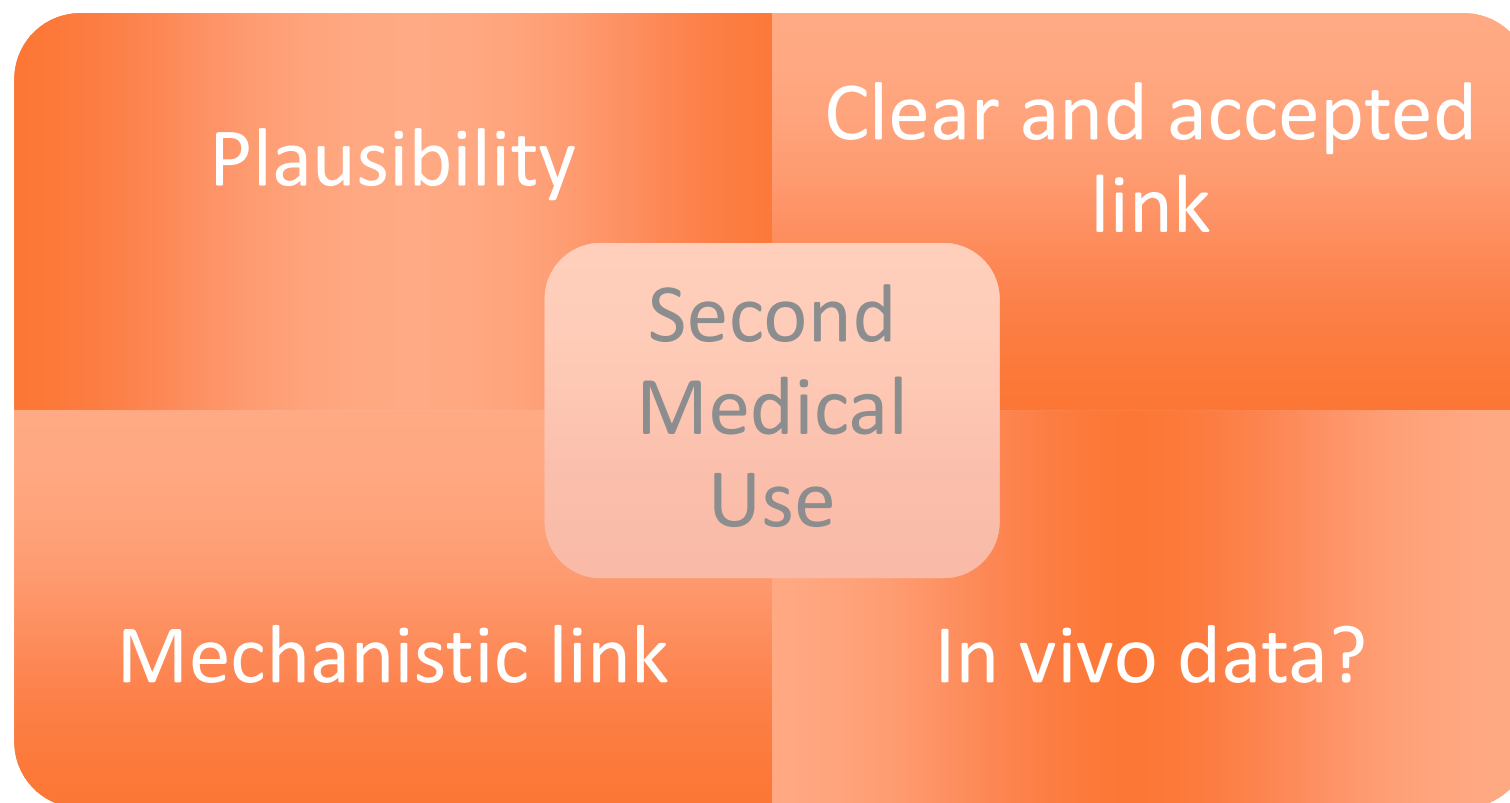 Plausibility
Clear and accepted
link
Second
Medical
Use
Mechanistic link
In vivo data?